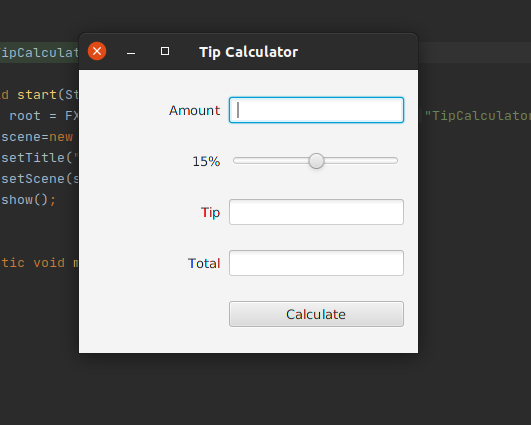 Tip Calculator
ipCalculat
d start(St
root = FX
"TipCalculator
scene=new
setTitle("
setScene(s
show();
tic void m
Amount
15%
Tip
Total
Calculate